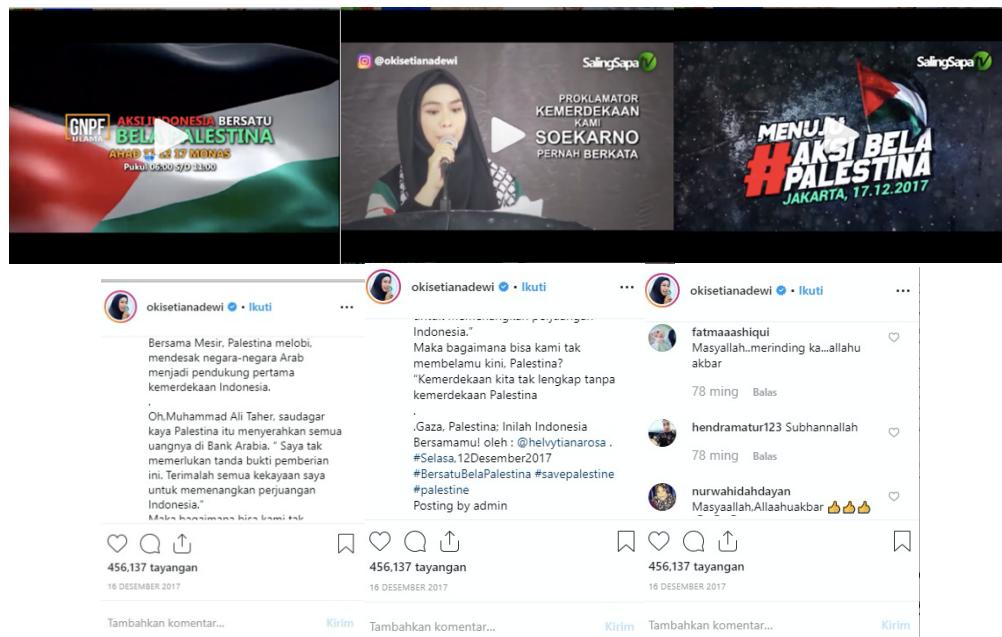 GNPF
ULAMA
AKSI INDONESIA BERSATU
BELA PALESTINA
AHAD 17 12 17 MONAS
Pukul 06:00 S/D 11:00
@okisetianadewi
SalingSapa TV
PROKLAMATOR
KEMERDEKAAN
KAMI
SOEKARNO
PERNAH BERKATA
SalingSapa TV
MENUJU
#AKSI BELA
PALESTINA
JAKARTA, 17.12.2017
okisetianadewi • Ikuti
Bersama Mesir, Palestina melobi,
mendesak negara-negara Arab
menjadi pendukung pertama
kemerdekaan Indonesia.
.
Oh,Muhammad Ali Taher, saudagar
kaya Palestina itu menyerahkan semua
uangnya di Bank Arabia. " Saya tak
memerlukan tanda bukti pemberian
ini. Terimalah semua kekayaan saya
untuk memenangkan perjuangan
Indonesia."
Maka bagaimana bisa kami tak
456,137 tayangan
16 DESEMBER 2017
Tambahkan komentar...
Kirim
okisetianadewi • Ikuti
untuk memenangkan perjuangan
Indonesia."
Maka bagaimana bisa kami tak
membelamu kini, Palestina?
"Kemerdekaan kita tak lengkap tanpa
kemerdekaan Palestina
.
.Gaza, Palestina; Inilah Indonesia
Bersamamu! oleh : @helvytianarosa .
#Selasa,12Desember2017
#BersatuBelaPalestina #savepalestine
#palestine
Posting by admin
456,137 tayangan
16 DESEMBER 2017
Tambahkan komentar...
Kirim
okisetianadewi • Ikuti
fatmaaashiqui
Masyallah..merinding ka...allahu
akbar
78 ming Balas
hendramatur123 Subhannallah
78 ming Balas
nurwahidahdayan
Masyaallah,Allaahuakbar 👍👍👍
456,137 tayangan
16 DESEMBER 2017
Tambahkan komentar...
Kirim